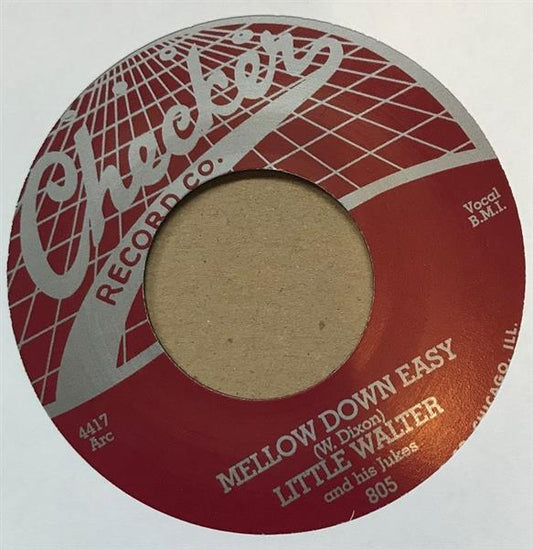 Checker
RECORD CO.
Vocal
B.M.I.
4417
Arc
MELLOW DOWN EASY
(W. Dixon)
LITTLE WALTER
and his Jukes
805
CHICAGO, ILL.